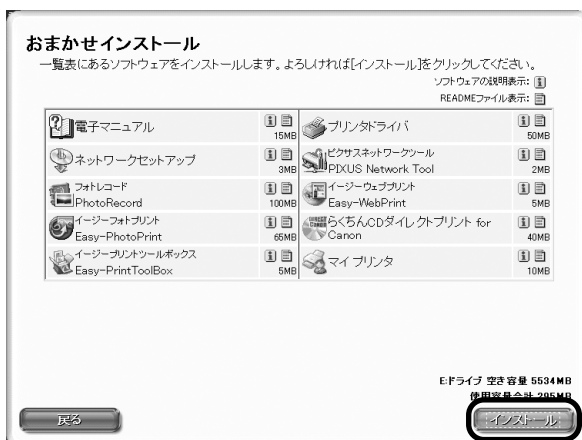 おまかせインストール
一覧表にあるソフトウェアをインストールします。よろしければ[インストール]をクリックしてください。
ソフトウェアの説明表示:
READMEファイル表示:
電子マニュアル
15MB
プリンタドライバ
50MB
ネットワークセットアップ
3MB
ピクサスネットワークツール
PIXUS Network Tool
2MB
フォトレコード
PhotoRecord
100MB
イージーウェブプリント
Easy-WebPrint
5MB
イージーフォトプリント
Easy-PhotoPrint
65MB
らくちんCDダイレクトプリント for
Canon
40MB
イージープリントツールボックス
Easy-PrintToolBox
5MB
マイ プリンタ
10MB
E:ドライブ 空き容量 5534MB
使用容量合計 295MB
戻る
インストール